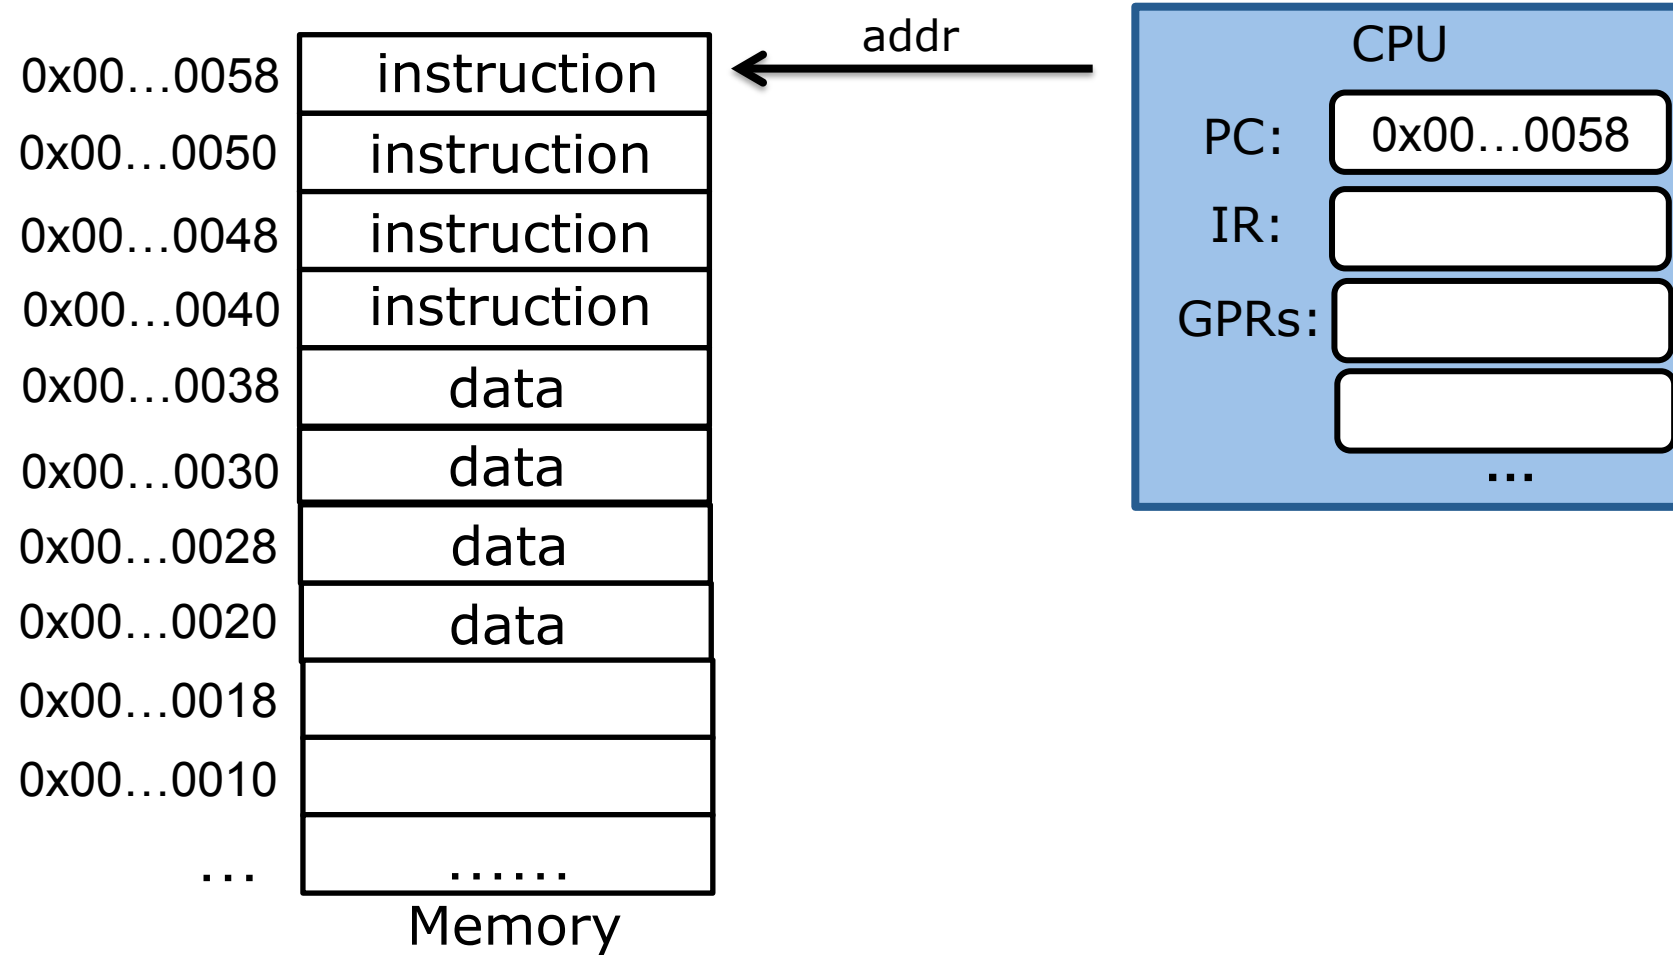 addr
CPU
0x00…0058 instruction
PC: 0x00…0058
0x00…0050 instruction
IR:
0x00…0048 instruction
0x00…0040 instruction
GPRs:
0x00…0038 data
0x00…0030 data
…
0x00…0028 data
0x00…0020 data
0x00…0018
0x00…0010
… ……
Memory